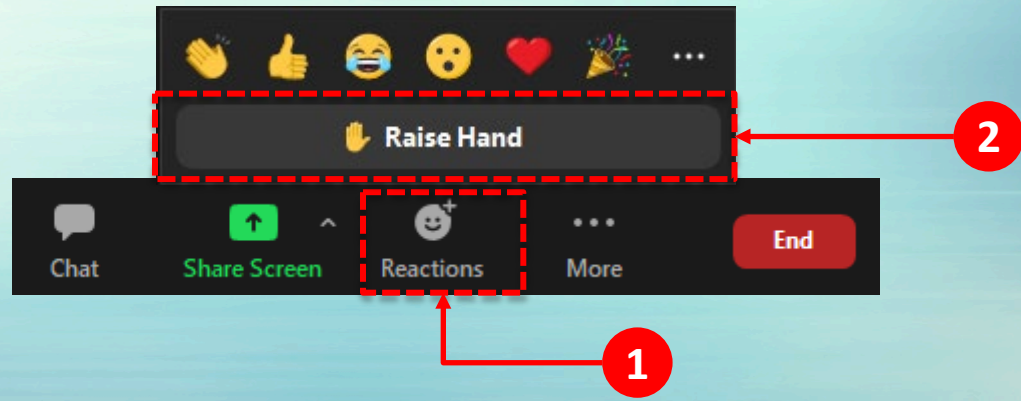 Raise Hand
2
Chat
Share Screen
Reactions
More
End
1